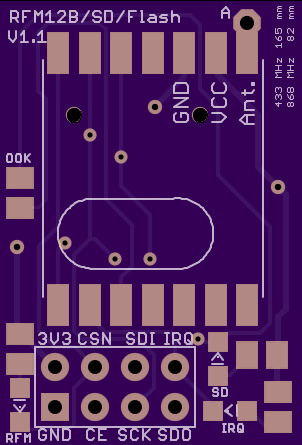 RFM12B/SD/Flash
A
V1.1
433 MHz 165 mm
868 MHz 82 mm
GND
VCC
Ant.
OOK
3V3 CSN SDI IRQ
SD
IRQ
RFM
GND CE SCK SDO